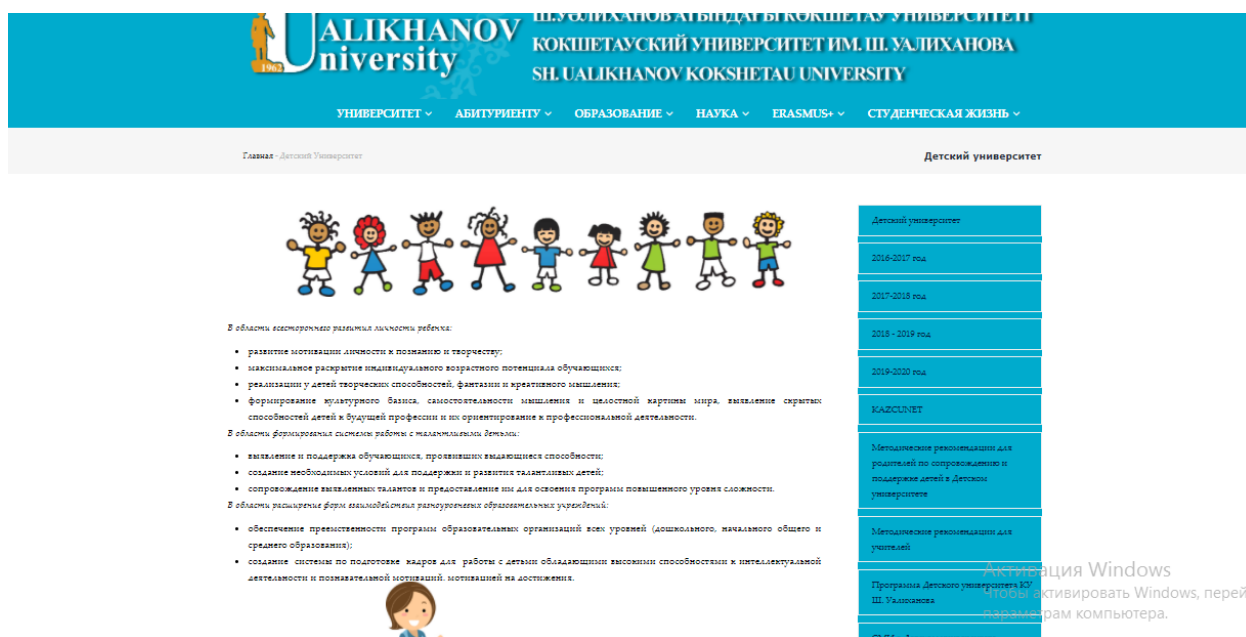 UALIKHANOV
University
1962
Ш.УӘЛИХАНОВ АТЫНДАҒЫ КӨКШЕТАУ УНИВЕРСИТЕТІ
КОКШЕТАУСКИЙ УНИВЕРСИТЕТ ИМ. Ш. УАЛИХАНОВА
SH. UALIKHANOV KOKSHETAU UNIVERSITY
УНИВЕРСИТЕТ АБИТУРИЕНТУ ОБРАЗОВАНИЕ НАУКА ERASMUS+ СТУДЕНЧЕСКАЯ ЖИЗНЬ
Главная - Детский Университет
Детский университет
В области всестороннего развития личности ребенка:
• развитие мотивации личности к познанию и творчеству;
• максимальное раскрытие индивидуального возрастного потенциала обучающихся;
• реализации у детей творческих способностей, фантазии и креативного мышления;
• формирование культурного базиса, самостоятельности мышления и целостной картины мира, выявление скрытых
способностей детей к будущей профессии и их ориентирование к профессиональной деятельности.
В области формирования системы работы с талантливыми детьми:
• выявление и поддержка обучающихся, проявивших выдающиеся способности;
• создание необходимых условий для поддержки и развития талантливых детей;
• сопровождение выявленных талантов и предоставление им для освоения программ повышенного уровня сложности.
В области расширение форм взаимодействия разноуровневых образовательных учреждений:
• обеспечение преемственности программ образовательных организаций всех уровней (дошкольного, начального общего и
среднего образования);
• создание системы по подготовке кадров для работы с детьми обладающими высокими способностями к интеллектуальной
деятельности и познавательной мотиваций, мотивацией на достижения.
Детский университет
2016-2017 год
2017-2018 год
2018 - 2019 год
2019-2020 год
KAZCUNET
Методические рекомендации для
родителей по сопровождению и
поддержке детей в Детском
университете
Методические рекомендации для
учителей
Программа Детского университета КУ
Ш. Уалиханова
Активация Windows
Чтобы активировать Windows, перей
параметрам компьютера.